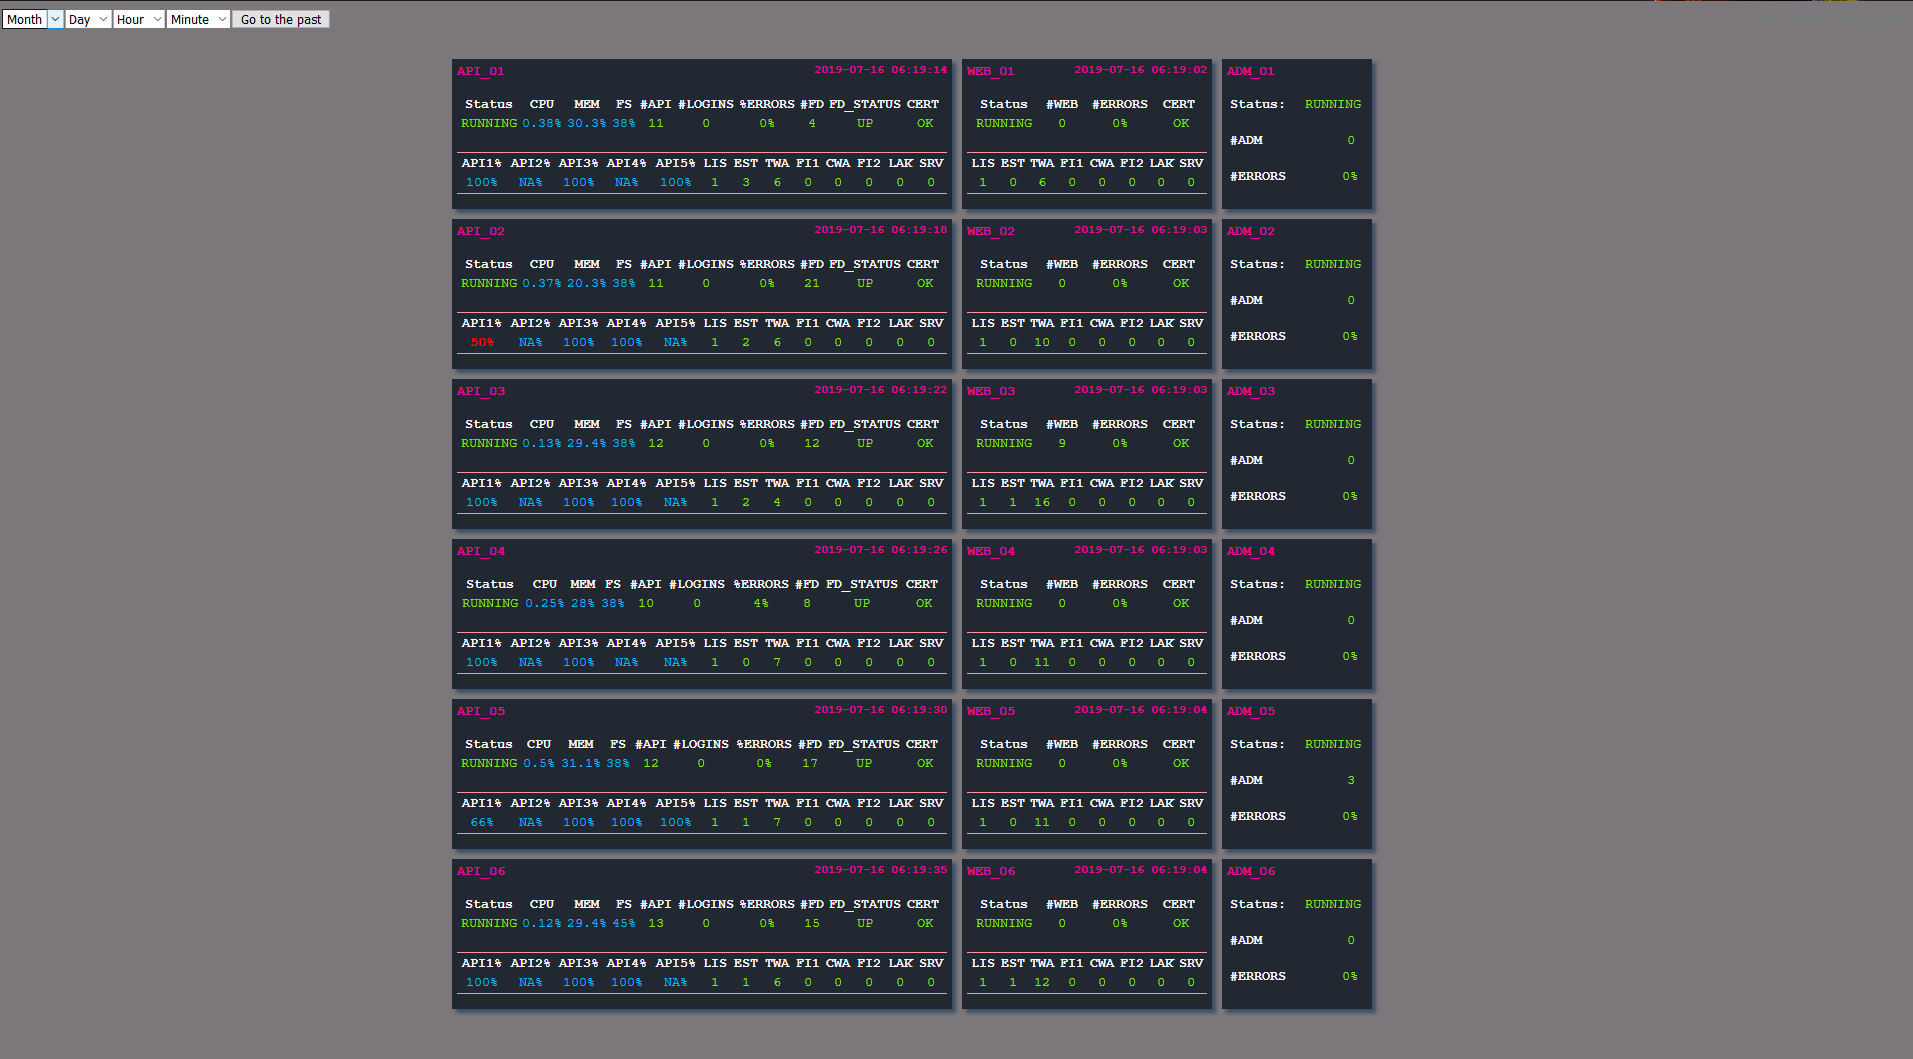 Month Day Hour Minute Go to the past
API_01 2019-07-16 06:19:14
Status CPU MEM FS #API #LOGINS %ERRORS #FD FD_STATUS CERT
RUNNING 0.38% 30.3% 38% 11 0 0% 4 UP OK
API1% API2% API3% API4% API5% LIS EST TWA FI1 CWA FI2 LAK SRV
100% NA% 100% NA% 100% 1 3 6 0 0 0 0 0
WEB_01 2019-07-16 06:19:02
Status #WEB #ERRORS CERT
RUNNING 0 0% OK
LIS EST TWA FI1 CWA FI2 LAK SRV
1 0 6 0 0 0 0 0
ADM_01
Status: RUNNING
#ADM 0
#ERRORS 0%
API_02 2019-07-16 06:19:18
Status CPU MEM FS #API #LOGINS %ERRORS #FD FD_STATUS CERT
RUNNING 0.37% 20.3% 38% 11 0 0% 21 UP OK
API1% API2% API3% API4% API5% LIS EST TWA FI1 CWA FI2 LAK SRV
50% NA% 100% 100% NA% 1 2 6 0 0 0 0 0
WEB_02 2019-07-16 06:19:03
Status #WEB #ERRORS CERT
RUNNING 0 0% OK
LIS EST TWA FI1 CWA FI2 LAK SRV
1 0 10 0 0 0 0 0
ADM_02
Status: RUNNING
#ADM 0
#ERRORS 0%
API_03 2019-07-16 06:19:22
Status CPU MEM FS #API #LOGINS %ERRORS #FD FD_STATUS CERT
RUNNING 0.13% 29.4% 38% 12 0 0% 12 UP OK
API1% API2% API3% API4% API5% LIS EST TWA FI1 CWA FI2 LAK SRV
100% NA% 100% 100% NA% 1 2 4 0 0 0 0 0
WEB_03 2019-07-16 06:19:03
Status #WEB #ERRORS CERT
RUNNING 9 0% OK
LIS EST TWA FI1 CWA FI2 LAK SRV
1 1 16 0 0 0 0 0
ADM_03
Status: RUNNING
#ADM 0
#ERRORS 0%
API_04 2019-07-16 06:19:26
Status CPU MEM FS #API #LOGINS %ERRORS #FD FD_STATUS CERT
RUNNING 0.25% 28% 38% 10 0 4% 8 UP OK
API1% API2% API3% API4% API5% LIS EST TWA FI1 CWA FI2 LAK SRV
100% NA% 100% NA% NA% 1 0 7 0 0 0 0 0
WEB_04 2019-07-16 06:19:03
Status #WEB #ERRORS CERT
RUNNING 0 0% OK
LIS EST TWA FI1 CWA FI2 LAK SRV
1 0 11 0 0 0 0 0
ADM_04
Status: RUNNING
#ADM 0
#ERRORS 0%
API_05 2019-07-16 06:19:30
Status CPU MEM FS #API #LOGINS %ERRORS #FD FD_STATUS CERT
RUNNING 0.5% 31.1% 38% 12 0 0% 17 UP OK
API1% API2% API3% API4% API5% LIS EST TWA FI1 CWA FI2 LAK SRV
66% NA% 100% 100% 100% 1 1 7 0 0 0 0 0
WEB_05 2019-07-16 06:19:04
Status #WEB #ERRORS CERT
RUNNING 0 0% OK
LIS EST TWA FI1 CWA FI2 LAK SRV
1 0 11 0 0 0 0 0
ADM_05
Status: RUNNING
#ADM 3
#ERRORS 0%
API_06 2019-07-16 06:19:35
Status CPU MEM FS #API #LOGINS %ERRORS #FD FD_STATUS CERT
RUNNING 0.12% 29.4% 45% 13 0 0% 15 UP OK
API1% API2% API3% API4% API5% LIS EST TWA FI1 CWA FI2 LAK SRV
100% NA% 100% 100% NA% 1 1 6 0 0 0 0 0
WEB_06 2019-07-16 06:19:04
Status #WEB #ERRORS CERT
RUNNING 0 0% OK
LIS EST TWA FI1 CWA FI2 LAK SRV
1 1 12 0 0 0 0 0
ADM_06
Status: RUNNING
#ADM 0
#ERRORS 0%